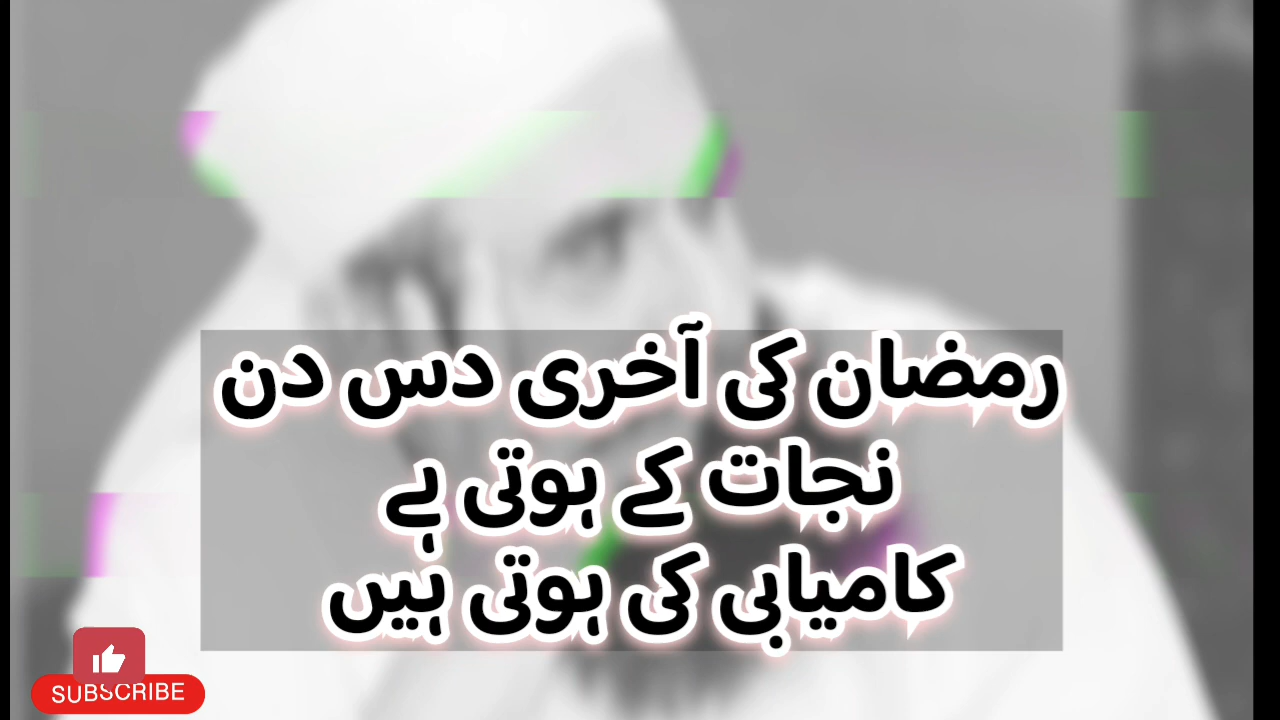 رمضان کی آخری دس دن
نجات کے ہوتی ہے
کامیابی کی ہوتی ہیں
SUBSCRIBE